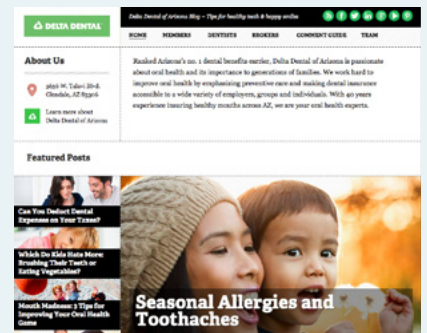 DELTA DENTAL
Delta Dental of Arizona Blog – Tips for healthy teeth & happy smiles
HOME MEMBERS DENTISTS BROKERS COMMENT GUIDE TEAM
About Us
5656 W. Talavi Blvd.
Glendale, AZ 85306
Learn more about
Delta Dental of Arizona
Ranked Arizona's no. 1 dental benefits carrier, Delta Dental of Arizona is passionate
about oral health and its importance to generations of families. We work hard to
improve oral health by emphasizing preventive care and making dental insurance
accessible to a wide variety of employers, groups and individuals. With 40 years
experience insuring healthy mouths across AZ, we are your oral health experts.
Featured Posts
Can You Deduct Dental
Expenses on Your Taxes?
Which Do Kids Hate More:
Brushing Their Teeth or
Eating Vegetables?
Mouth Madness: 3 Tips for
Improving Your Oral Health
Game
Seasonal Allergies and
Toothaches